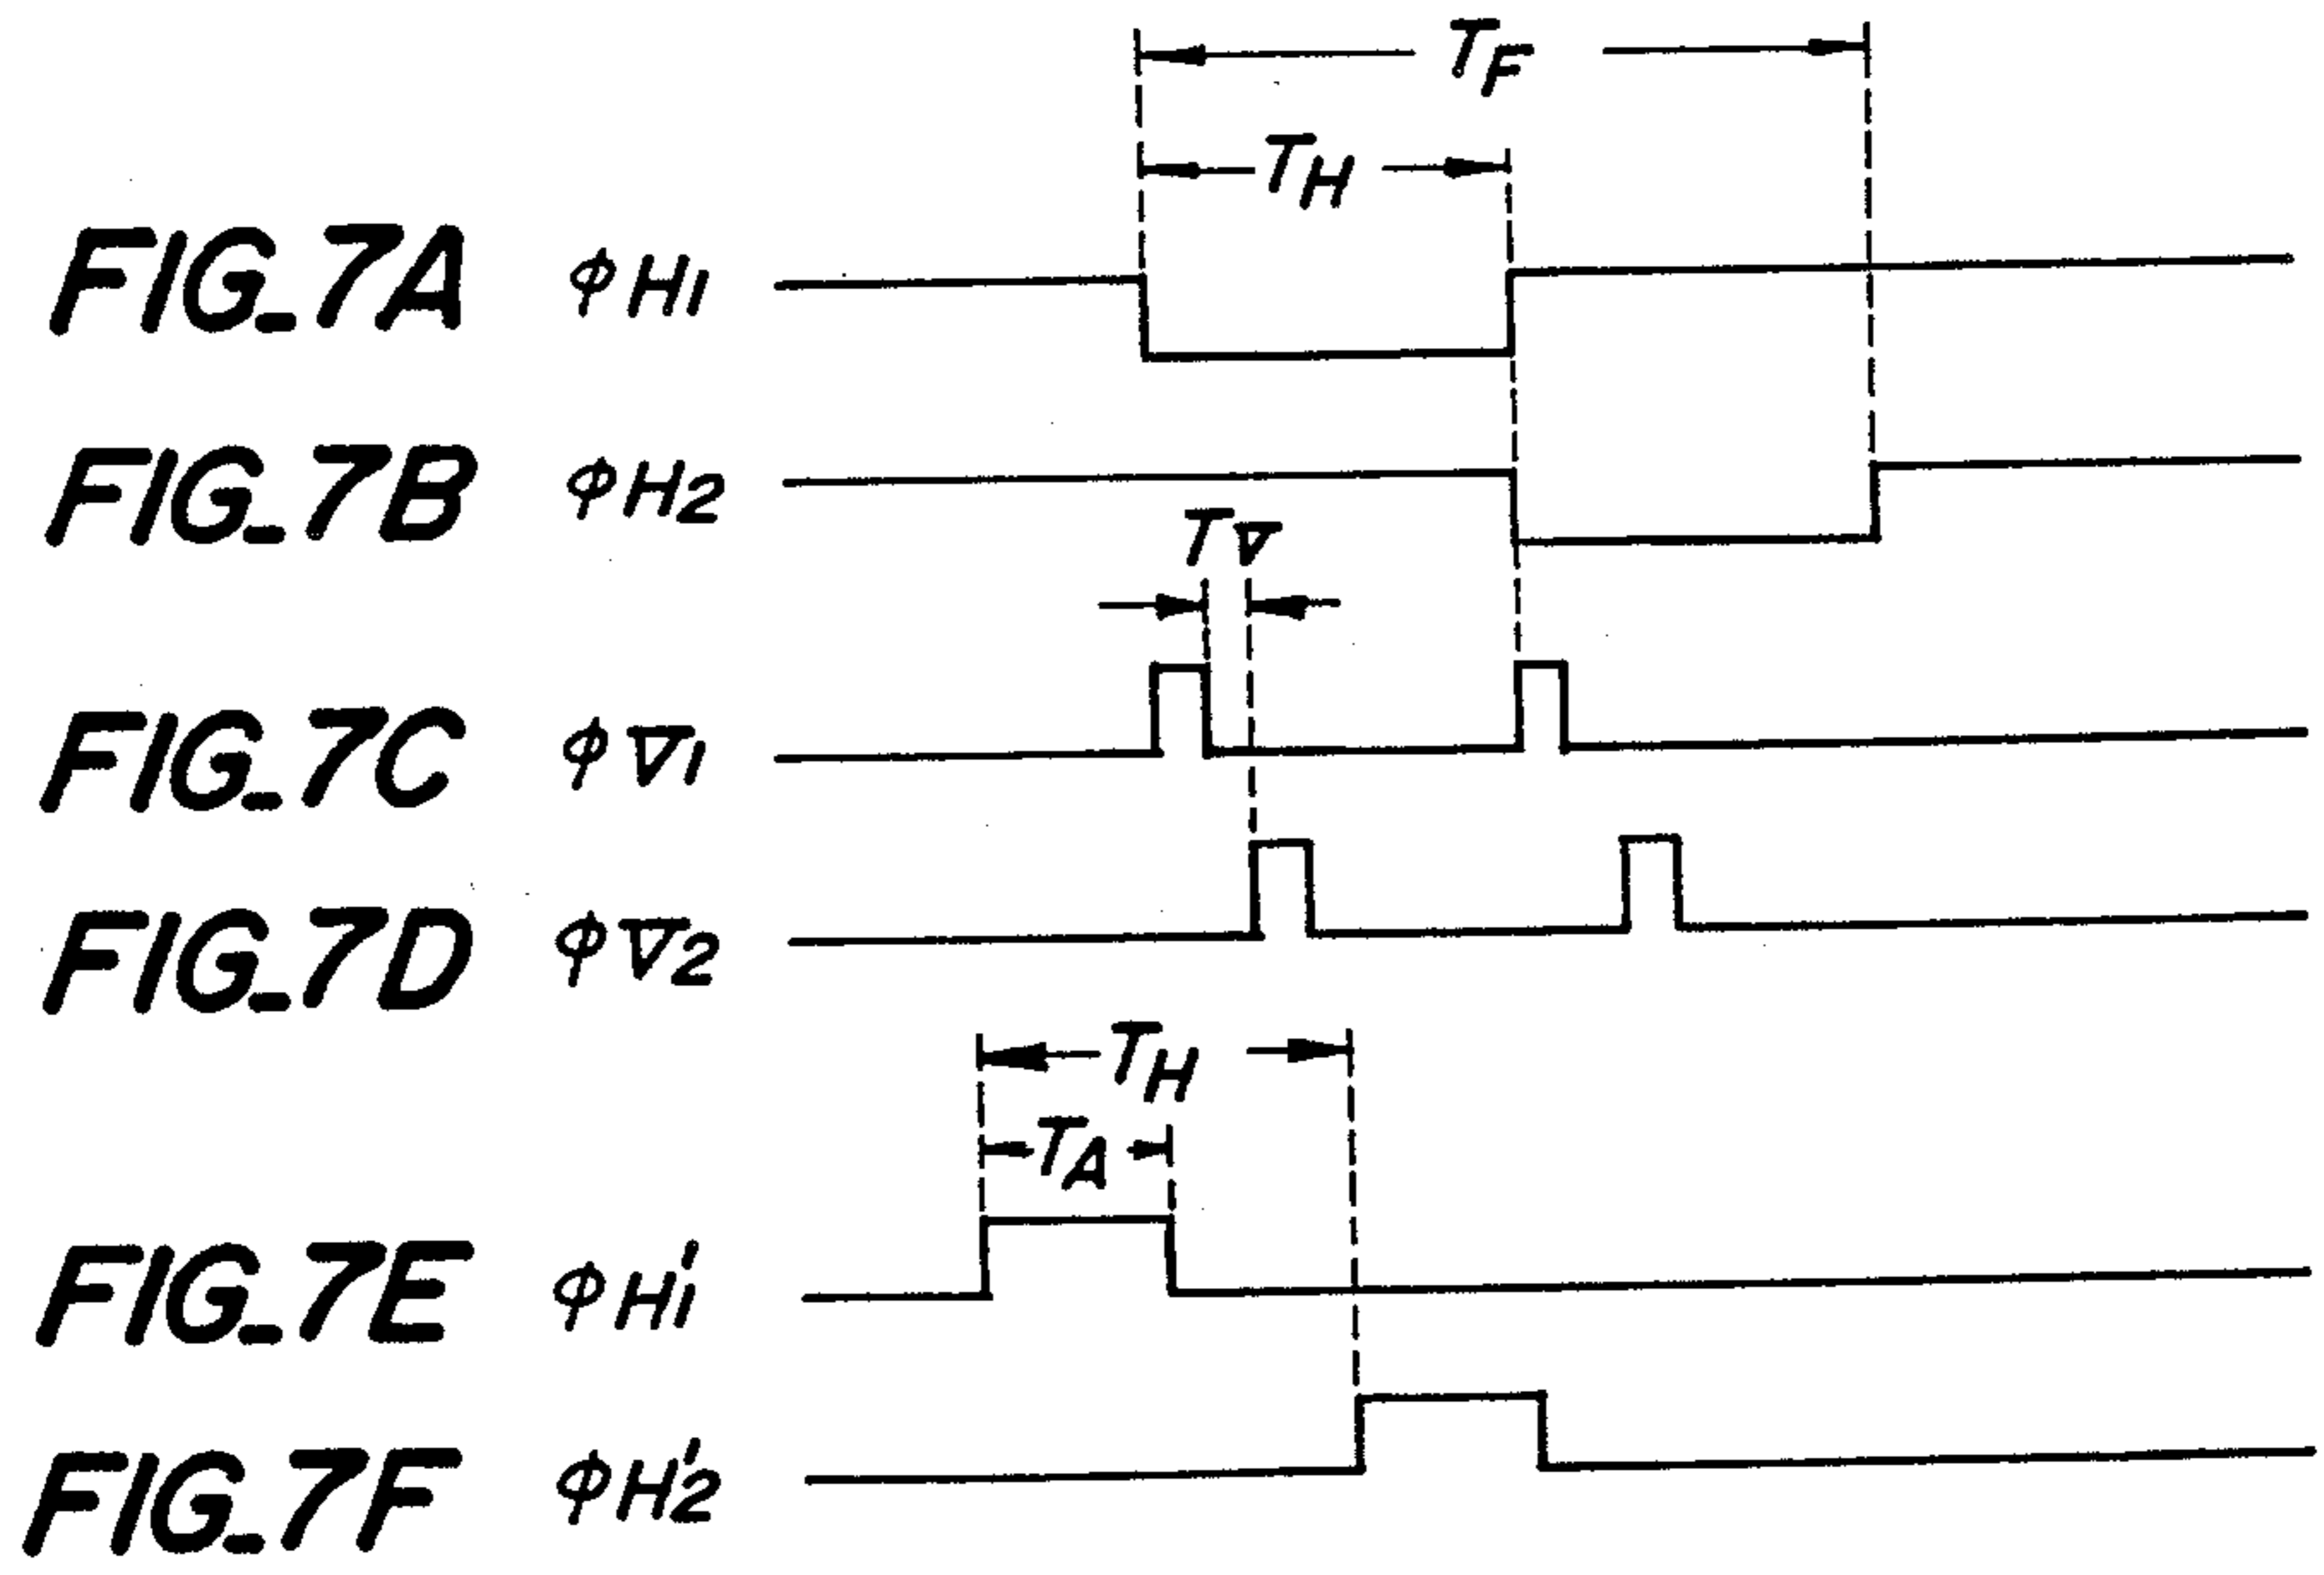 TF
TH
FIG_7A φH1
FIG_7B φH2
TV
FIG_7C φV1
FIG_7D φV2
TH
TA
FIG_7E φH'1
FIG_7F φH'2